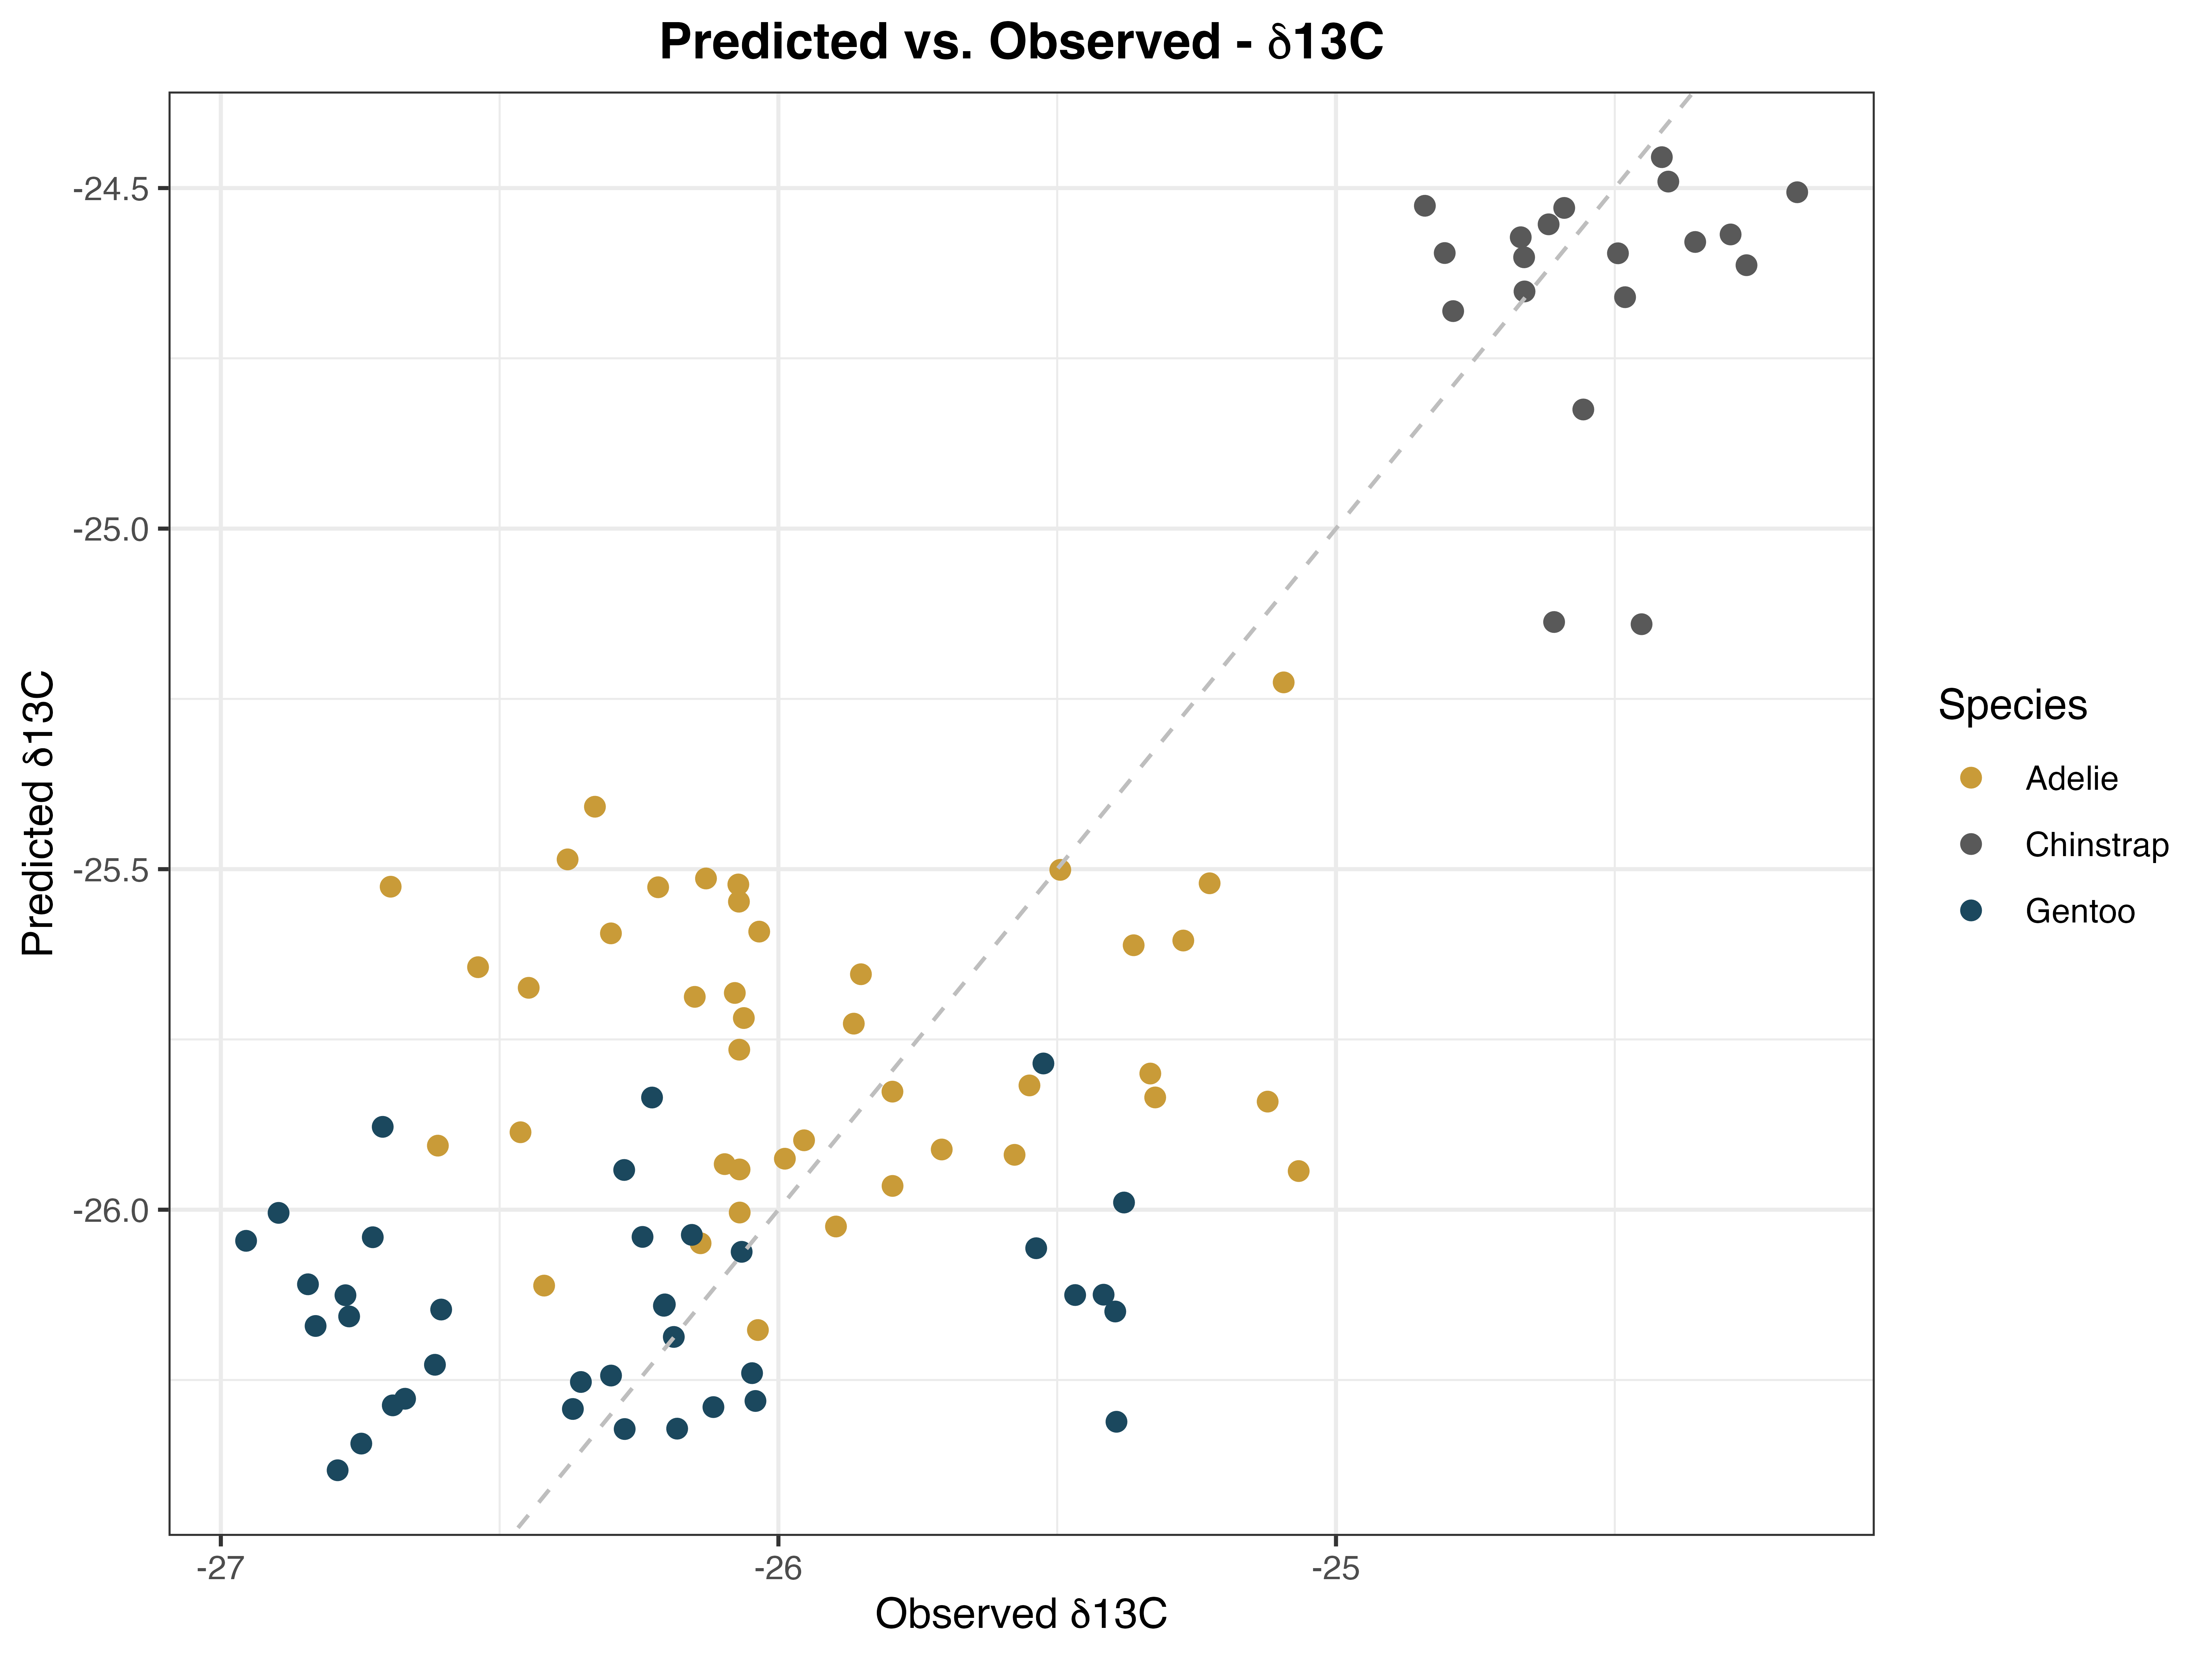 Predicted vs. Observed - δ13C
Predicted δ13C
-24.5
-25.0
-25.5
-26.0
-27
-26
-25
Observed δ13C
Species
Adelie
Chinstrap
Gentoo